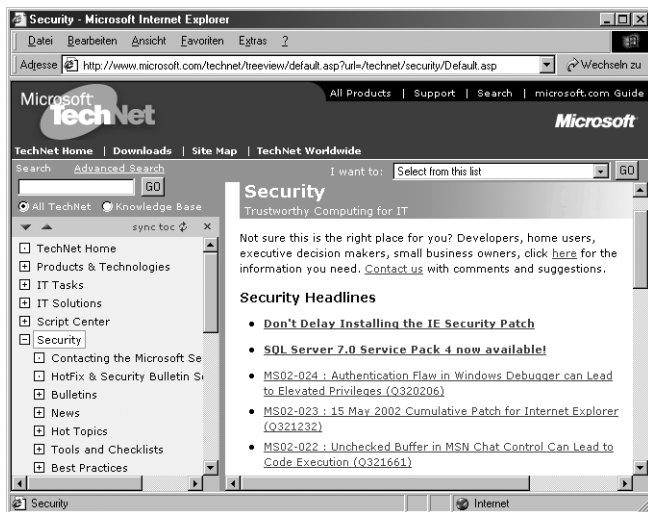 Security - Microsoft Internet Explorer
Datei Bearbeiten Ansicht Favoriten Extras ?
Adresse http://www.microsoft.com/technet/treeview/default.asp?url=/technet/security/Default.asp Wechseln zu
All Products | Support | Search | microsoft.com Guide
Microsoft
TechNet
Microsoft
TechNet Home | Downloads | Site Map | TechNet Worldwide
Search Advanced Search
I want to: Select from this list GO
GO
All TechNet Knowledge Base
sync toc X
TechNet Home
Products & Technologies
IT Tasks
IT Solutions
Script Center
Security
Contacting the Microsoft Se
HotFix & Security Bulletin Se
Bulletins
News
Hot Topics
Tools and Checklists
Best Practices
Security
Trustworthy Computing for IT
Not sure this is the right place for you? Developers, home users,
executive decision makers, small business owners, click here for the
information you need. Contact us with comments and suggestions.
Security Headlines
Don't Delay Installing the IE Security Patch
SQL Server 7.0 Service Pack 4 now available!
MS02-024 : Authentication Flaw in Windows Debugger can Lead
to Elevated Privileges (Q320206)
MS02-023 : 15 May 2002 Cumulative Patch for Internet Explorer
(Q321232)
MS02-022 : Unchecked Buffer in MSN Chat Control Can Lead to
Code Execution (Q321661)
Security
Internet